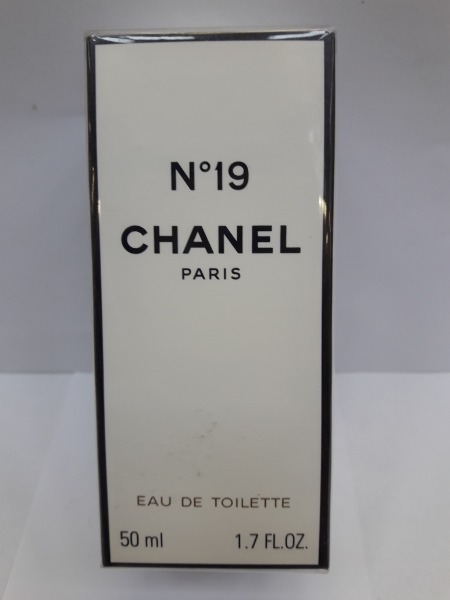 N°19
CHANEL
PARIS
EAU DE TOILETTE
50 ml 1.7 FL.OZ.